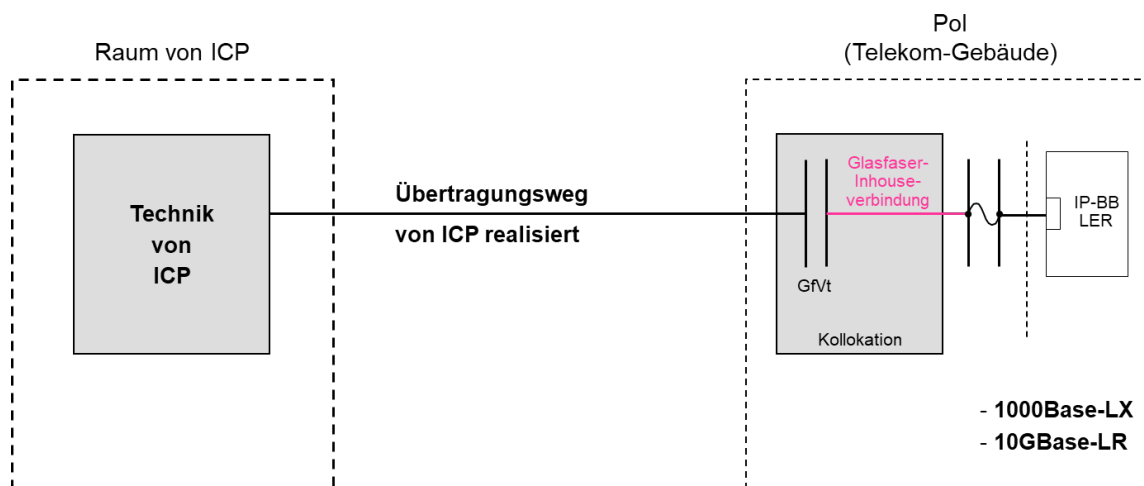 Raum von ICP
PoI
(Telekom-Gebäude)
Technik
von
ICP
Übertragungsweg
von ICP realisiert
Glasfaser-
Inhouse-
verbindung
GfVt
Kollokation
IP-BB
LER
- 1000Base-LX
- 10GBase-LR